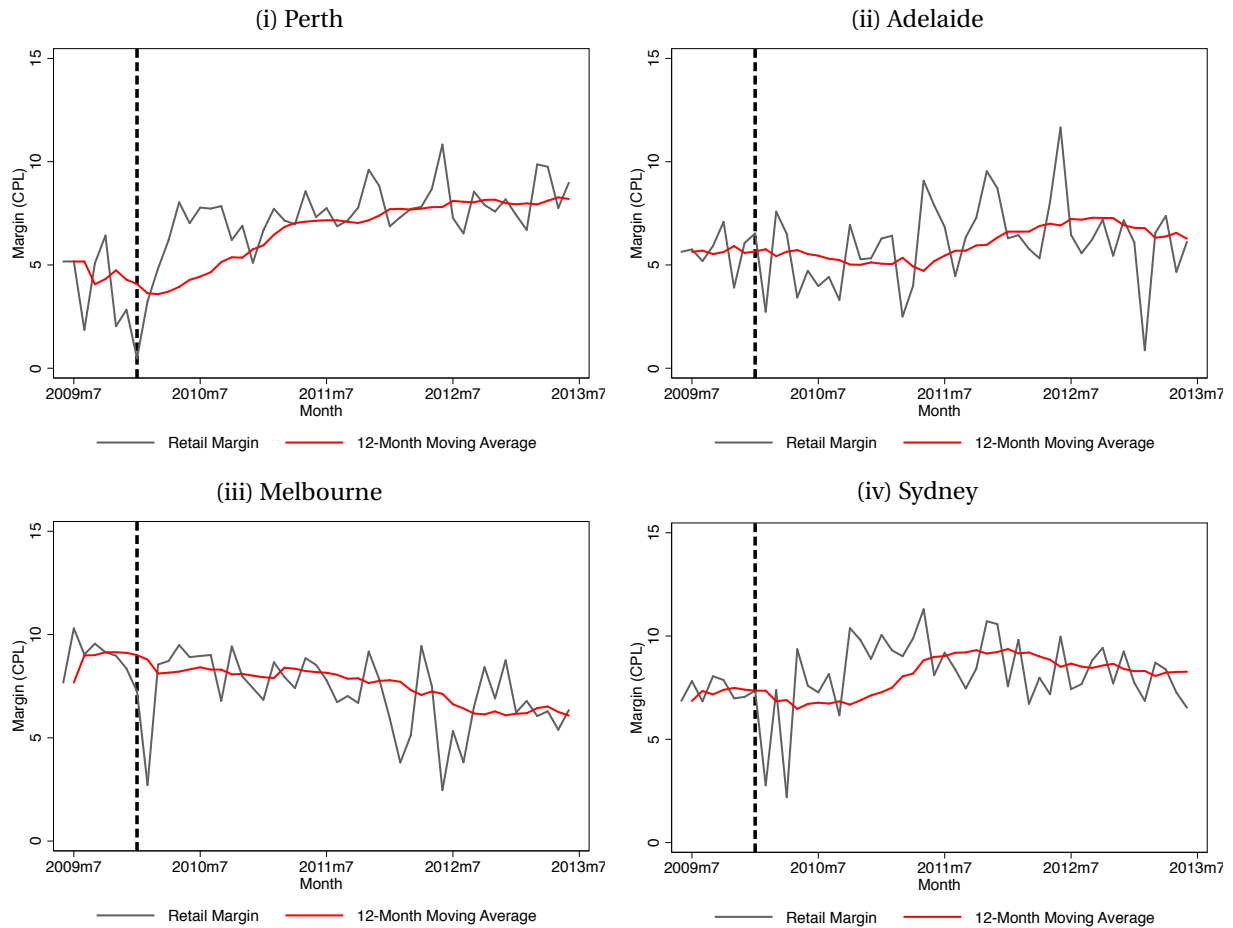 (i) Perth
Margin (CPL)
15
10
5
0
2009m7 2010m7 2011m7 2012m7 2013m7
Month
Retail Margin 12-Month Moving Average
(ii) Adelaide
Margin (CPL)
15
10
5
0
2009m7 2010m7 2011m7 2012m7 2013m7
Month
Retail Margin 12-Month Moving Average
(iii) Melbourne
Margin (CPL)
15
10
5
0
2009m7 2010m7 2011m7 2012m7 2013m7
Month
Retail Margin 12-Month Moving Average
(iv) Sydney
Margin (CPL)
15
10
5
0
2009m7 2010m7 2011m7 2012m7 2013m7
Month
Retail Margin 12-Month Moving Average